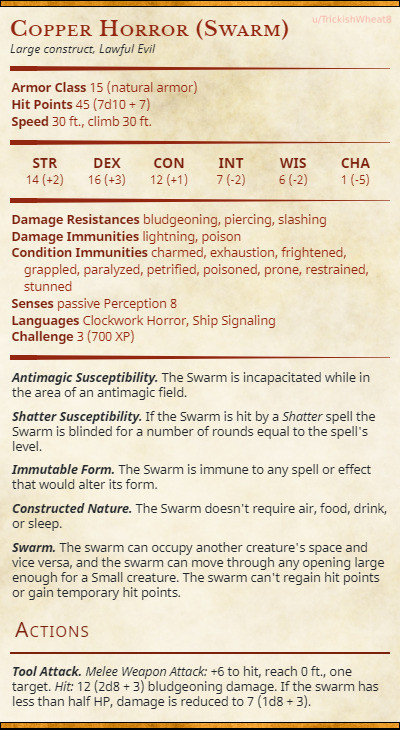 Copper Horror (Swarm)
u/TrickishWheat8
Large construct, Lawful Evil
Armor Class 15 (natural armor)
Hit Points 45 (7d10 + 7)
Speed 30 ft., climb 30 ft.
STR DEX CON INT WIS CHA
14 (+2) 16 (+3) 12 (+1) 7 (-2) 6 (-2) 1 (-5)
Damage Resistances bludgeoning, piercing, slashing
Damage Immunities lightning, poison
Condition Immunities charmed, exhaustion, frightened,
grappled, paralyzed, petrified, poisoned, prone, restrained,
stunned
Senses passive Perception 8
Languages Clockwork Horror, Ship Signaling
Challenge 3 (700 XP)
Antimagic Susceptibility. The Swarm is incapacitated while in
the area of an antimagic field.
Shatter Susceptibility. If the Swarm is hit by a Shatter spell the
Swarm is blinded for a number of rounds equal to the spell's
level.
Immutable Form. The Swarm is immune to any spell or effect
that would alter its form.
Constructed Nature. The Swarm doesn't require air, food, drink,
or sleep.
Swarm. The swarm can occupy another creature's space and
vice versa, and the swarm can move through any opening large
enough for a Small creature. The swarm can't regain hit points
or gain temporary hit points.
Actions
Tool Attack. Melee Weapon Attack: +6 to hit, reach 0 ft., one
target. Hit: 12 (2d8 + 3) bludgeoning damage. If the swarm has
less than half HP, damage is reduced to 7 (1d8 + 3).